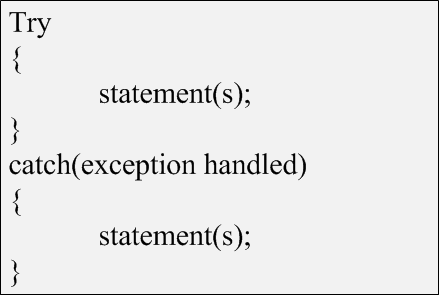 Try
{
statement(s);
}
catch(exception handled)
{
statement(s);
}